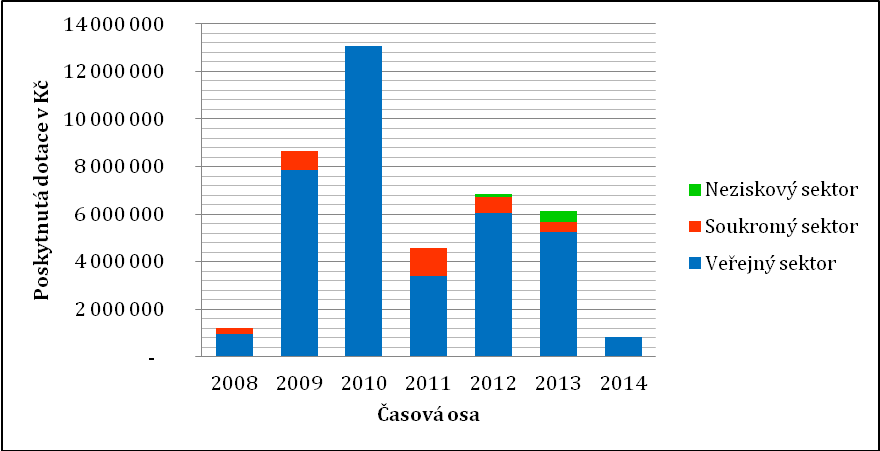 Poskytnutá dotace v Kč
14 000 000
12 000 000
10 000 000
8 000 000
6 000 000
4 000 000
2 000 000
-
2008 2009 2010 2011 2012 2013 2014
Časová osa
Neziskový sektor
Soukromý sektor
Veřejný sektor